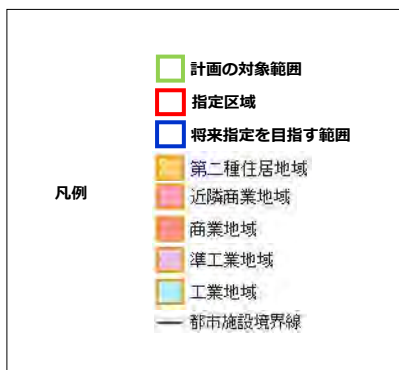 計画の対象範囲
指定区域
将来指定を目指す範囲
凡例
第二種住居地域
近隣商業地域
商業地域
準工業地域
工業地域
都市施設境界線